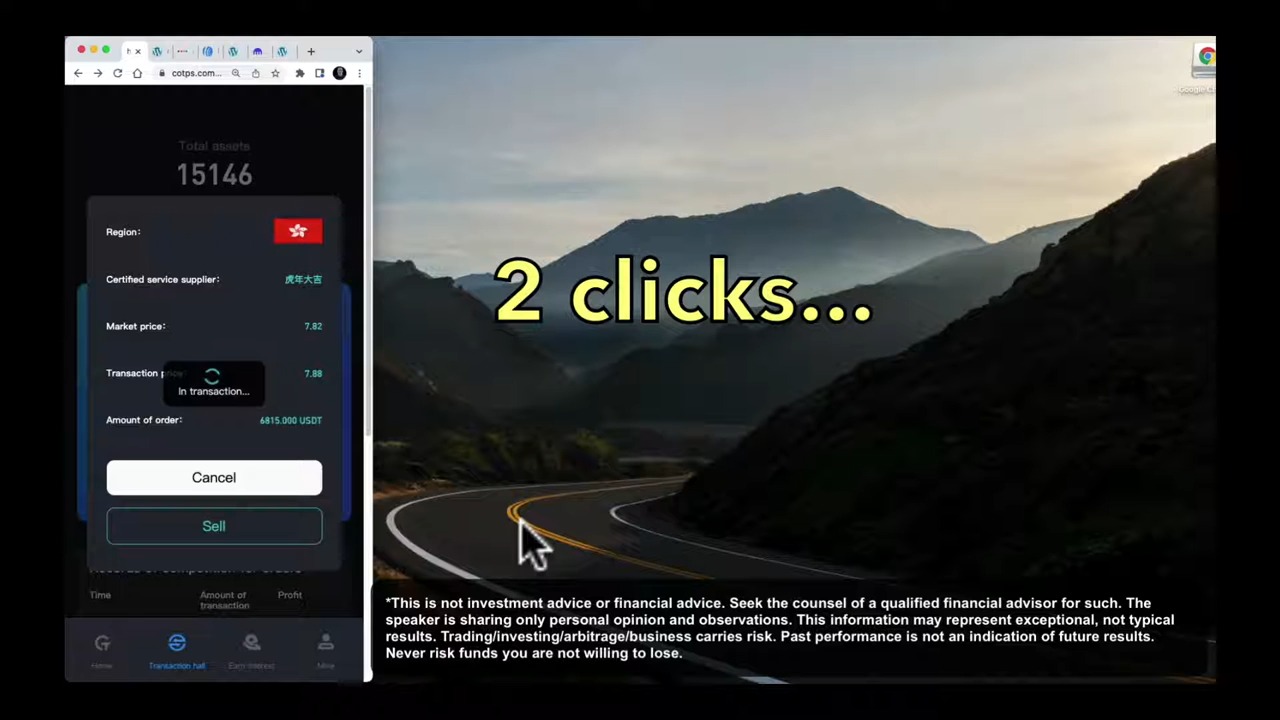 cotps.com...
Total assets
15146
Region:
Certified service supplier: 虎年大吉
Market price: 7.82
Transaction p 7.88
In transaction...
Amount of order: 6815.000 USDT
Cancel
Sell
Time Amount of transaction Profit
Home Transaction hall Earn interest Mine
2 clicks...
*This is not investment advice or financial advice. Seek the counsel of a qualified financial advisor for such. The
speaker is sharing only personal opinion and observations. This information may represent exceptional, not typical
results. Trading/investing/arbitrage/business carries risk. Past performance is not an indication of future results.
Never risk funds you are not willing to lose.